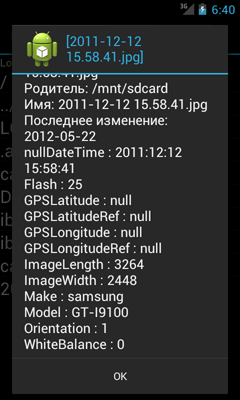 3G 6:40
[2011-12-12
15.58.41.jpg]
15.58.41.jpg
Родитель: /mnt/sdcard
Имя: 2011-12-12 15.58.41.jpg
Последнее изменение:
2012-05-22
nullDateTime : 2011:12:12
15:58:41
Flash : 25
GPSLatitude : null
GPSLatitudeRef : null
GPSLongitude : null
GPSLongitudeRef : null
ImageLength : 3264
ImageWidth : 2448
Make : samsung
Model : GT-I9100
Orientation : 1
WhiteBalance : 0
OK